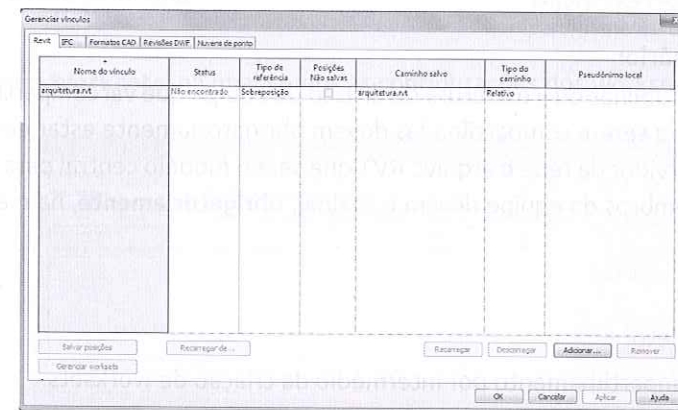 Gerenciar vínculos
Revit IFC Formatos CAD Revisões DWF Nuvens de ponto
Nome do vínculo Status Tipo de referência Posições Não salvas Caminho salvo Tipo do caminho Pseudônimo local
arquitetura.rvt Não encontrado Sobreposição arquitetura.rvt Relativo
Salvar posições Recarregar de... Recarregar Descarregar Adicionar... Remover
Gerenciar worksets
OK Cancelar Aplicar Ajuda